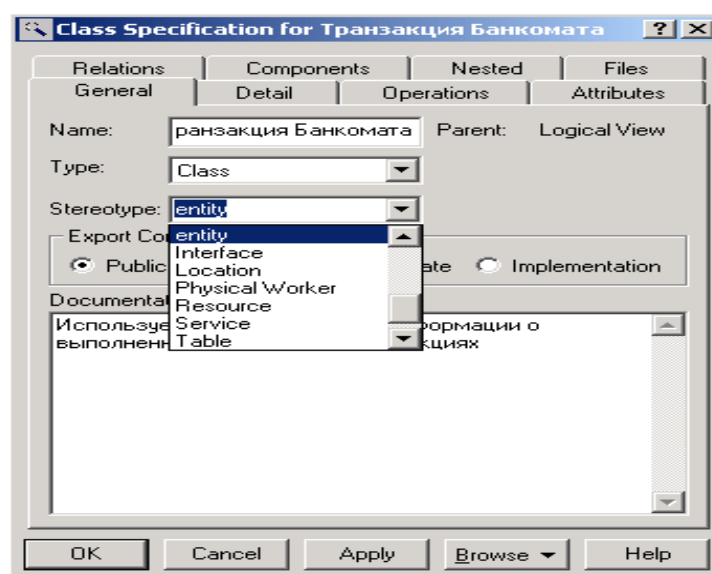 Class Specification for Транзакция Банкомата
Relations Components Nested Files
General Detail Operations Attributes
Name: ранзакция Банкомата Parent: Logical View
Type: Class
Stereotype: entity
Export Co
entity
Interface
Location
Physical Worker
Resource
Service
Table
Public ate Implementation
Documenta
Используе ормации о
выполненн кциях
OK Cancel Apply Browse Help